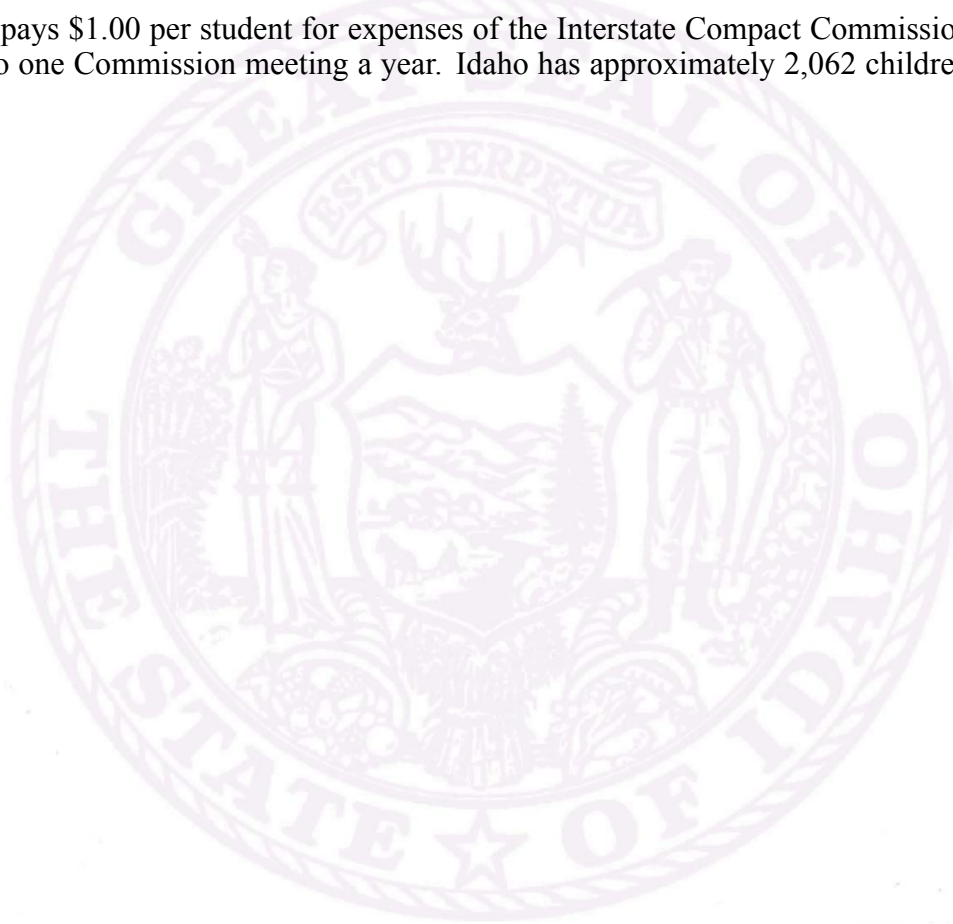 pays $1.00 per student for expenses of the Interstate Compact Commissio
o one Commission meeting a year. Idaho has approximately 2,062 childre
GREAT SEAL OF
ESTO PERPETUA
THE STATE ☆ OF IDAHO